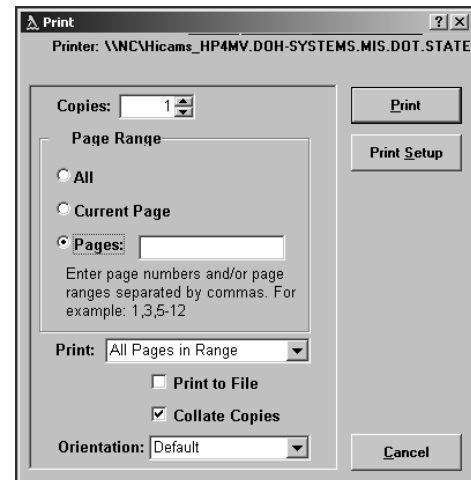 Print
Printer: \\NC\Hicams_HP4MV.DOH-SYSTEMS.MIS.DOT.STATE
Copies: 1
Print
Page Range
Print Setup
All
Current Page
Pages:
Enter page numbers and/or page
ranges separated by commas. For
example: 1,3,5-12
Print: All Pages in Range
Print to File
Collate Copies
Orientation: Default
Cancel